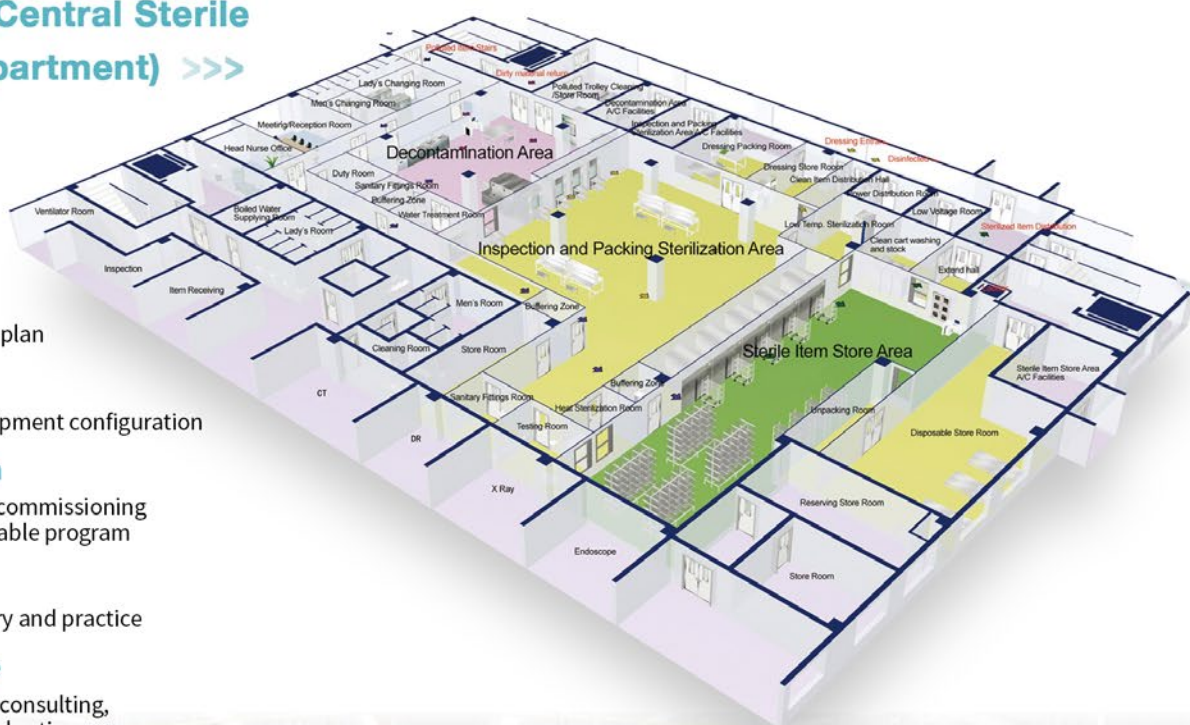 Central Sterile
partment) >>>
plan
pment configuration
commissioning
able program
ry and practice
consulting,
Polluted Item Stairs
Dirty material return
Lady's Changing Room
Polluted Trolley Cleaning
/Store Room
Men's Changing Room
Decontamination Area
A/C Facilities
Meeting/Reception Room
Inspection and Packing
Sterilization Area A/C Facilities
Head Nurse Office
Decontamination Area
Dressing Packing Room
Dressing
Disinfected
Duty Room
Dressing Store Room
Sanitary Fittings Room
Clean Item Distribution Hall
Buffering Zone
Power Distribution Room
Ventilator Room
Boiled Water
Supplying Room
Water Treatment Room
Low Voltage Room
Lady's Room
Low Temp. Sterilization Room
Sterilized Item Distribution
Inspection and Packing Sterilization Area
Clean cart washing
and stock
Inspection
Extend hall
Item Receiving
Men's Room
Buffering Zone
Cleaning Room
Store Room
Sterile Item Store Area
Sterile Item Store Area
A/C Facilities
Buffering Zone
CT
Sanitary Fittings Room
Heat Sterilization Room
Unpacking Room
Testing Room
Disposable Store Room
DR
X Ray
Reserving Store Room
Endoscope
Store Room